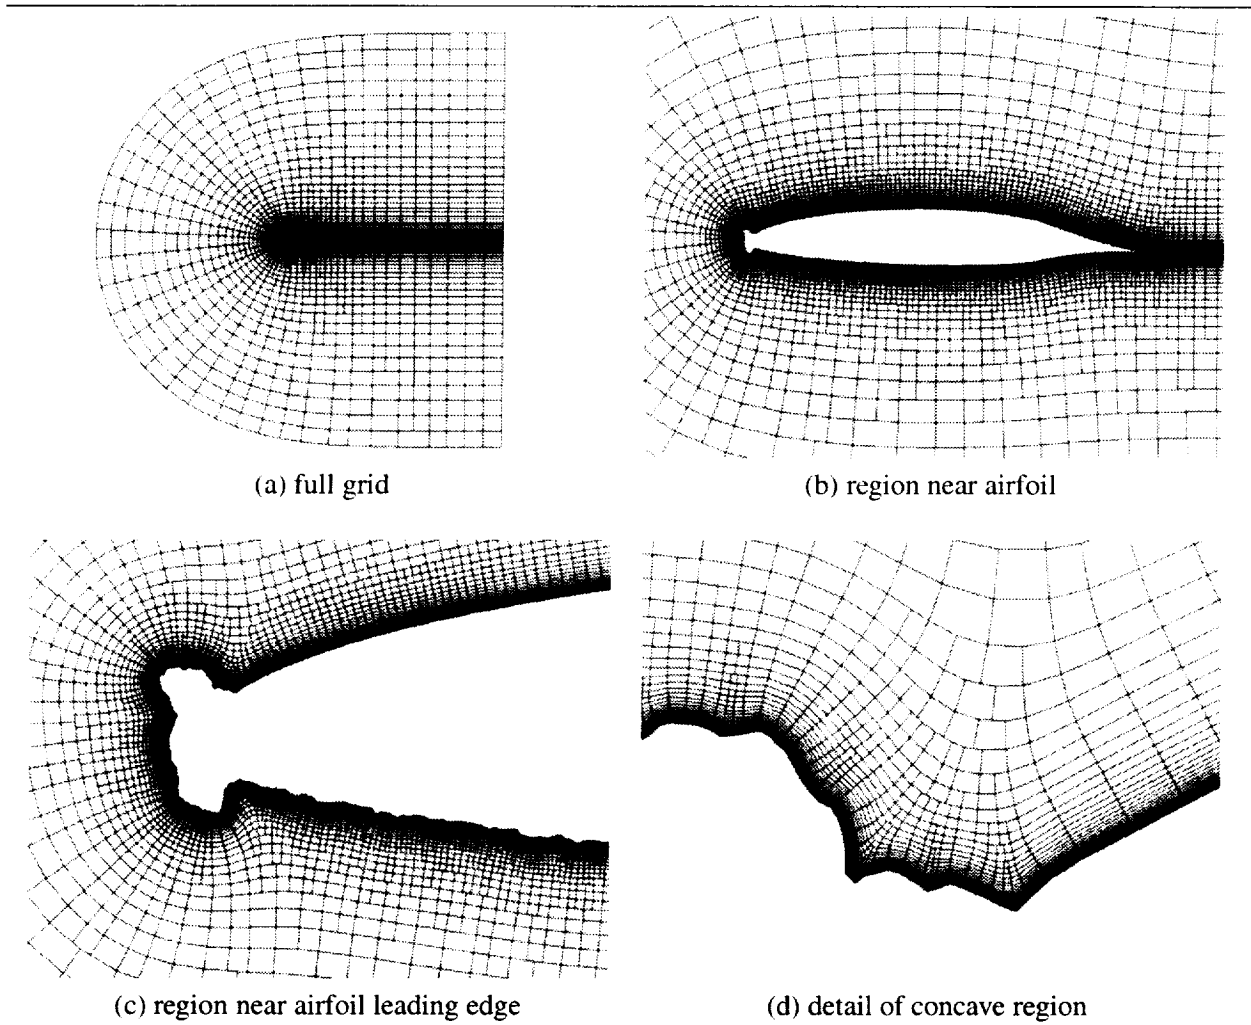 (a) full grid
(b) region near airfoil
(c) region near airfoil leading edge
(d) detail of concave region